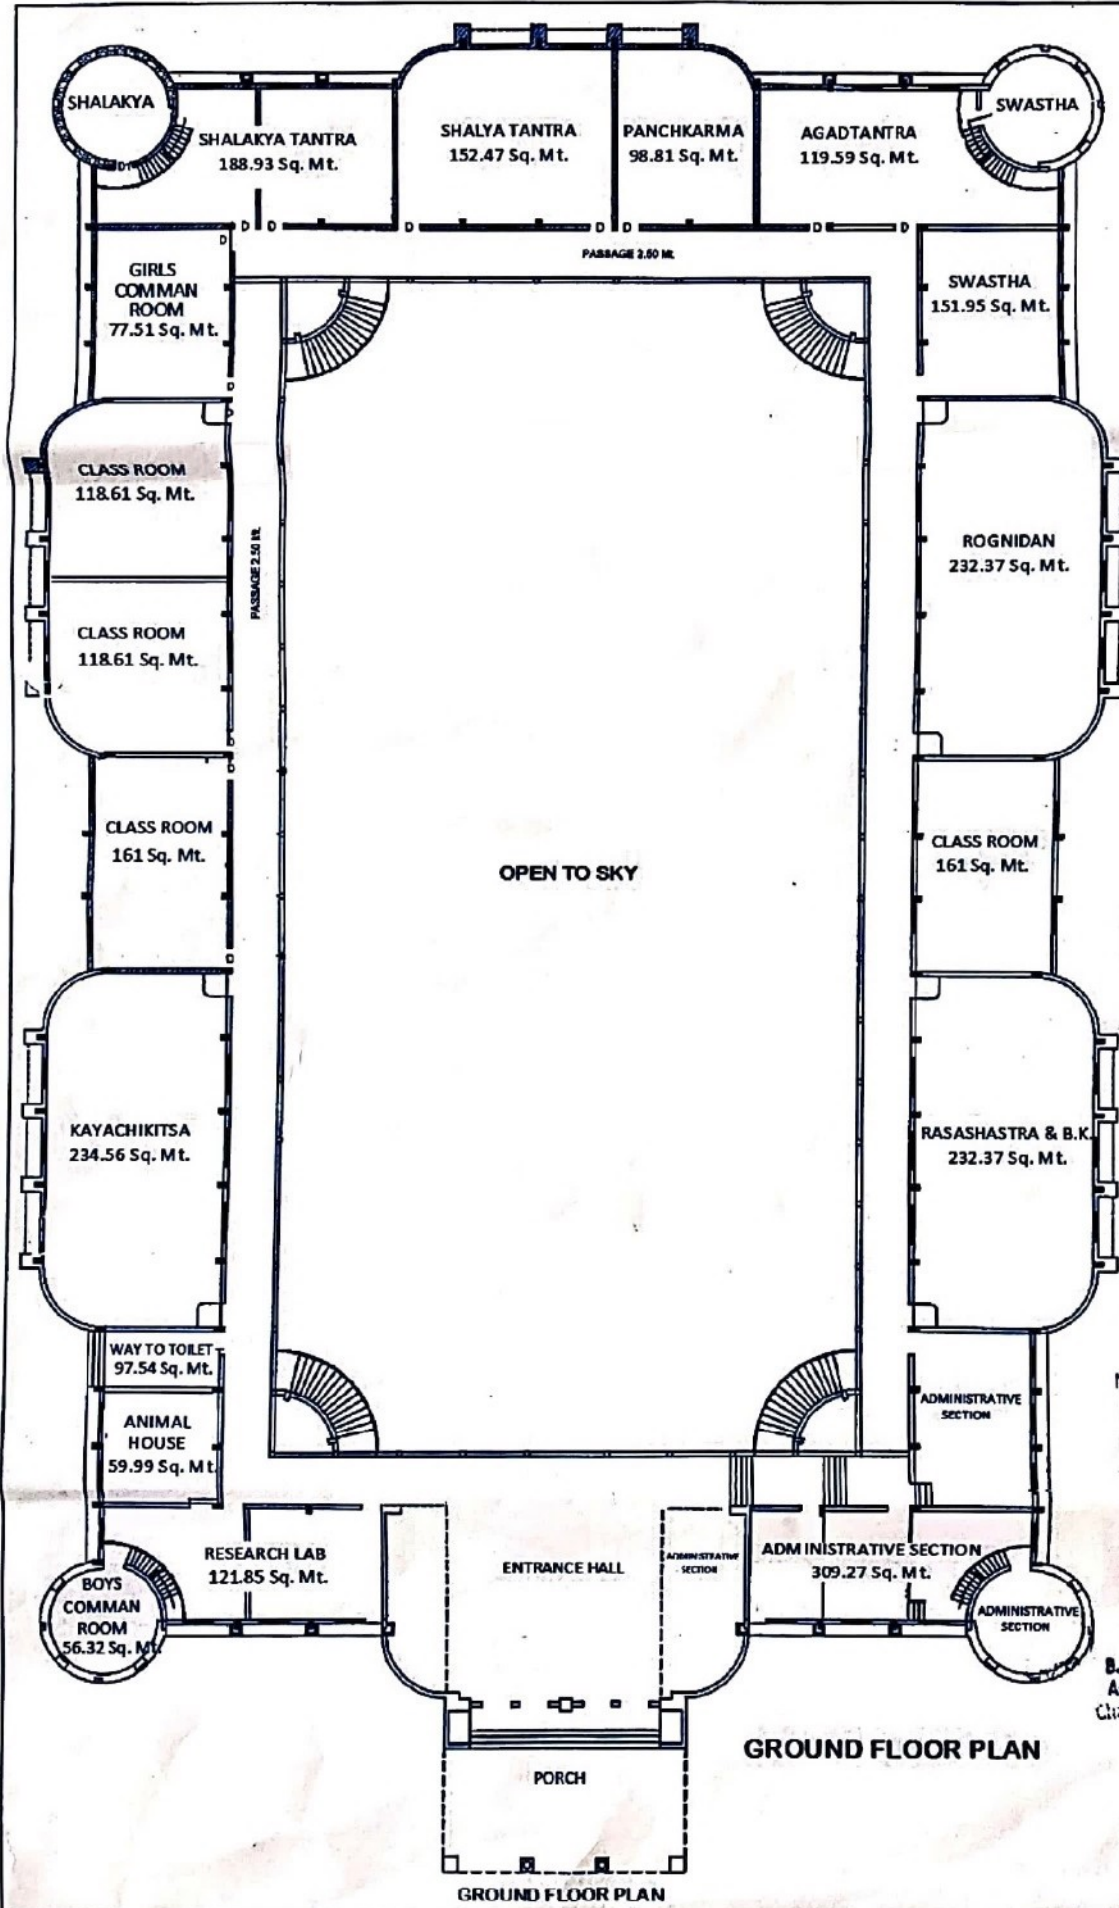 SHALAKYA
SHALAKYA TANTRA
188.93 Sq. Mt.
SHALYA TANTRA
152.47 Sq. Mt.
PANCHKARMA
98.81 Sq. Mt.
AGADTANTRA
119.59 Sq. Mt.
SWASTHA
D
D
D
D
D
D
D
D
D
PASSAGE 2.50 Mt.
GIRLS
COMMAN
ROOM
77.51 Sq. Mt.
SWASTHA
151.95 Sq. Mt.
CLASS ROOM
118.61 Sq. Mt.
ROGNIDAN
232.37 Sq. Mt.
PASSAGE 2.50 Mt.
CLASS ROOM
118.61 Sq. Mt.
CLASS ROOM
161 Sq. Mt.
OPEN TO SKY
CLASS ROOM
161 Sq. Mt.
KAYACHIKITSA
234.56 Sq. Mt.
RASASHASTRA & B.K.
232.37 Sq. Mt.
WAY TO TOILET
97.54 Sq. Mt.
ANIMAL
HOUSE
59.99 Sq. Mt
ADMINISTRATIVE
SECTION
RESEARCH LAB
121.85 Sq. Mt.
ENTRANCE HALL
ADMINISTRATIVE
SECTION
ADMINISTRATIVE SECTION
309.27 Sq. Mt.
BOYS
COMMAN
ROOM
56.32 Sq. Mt.
ADMINISTRATIVE
SECTION
GROUND FLOOR PLAN
PORCH
GROUND FLOOR PLAN